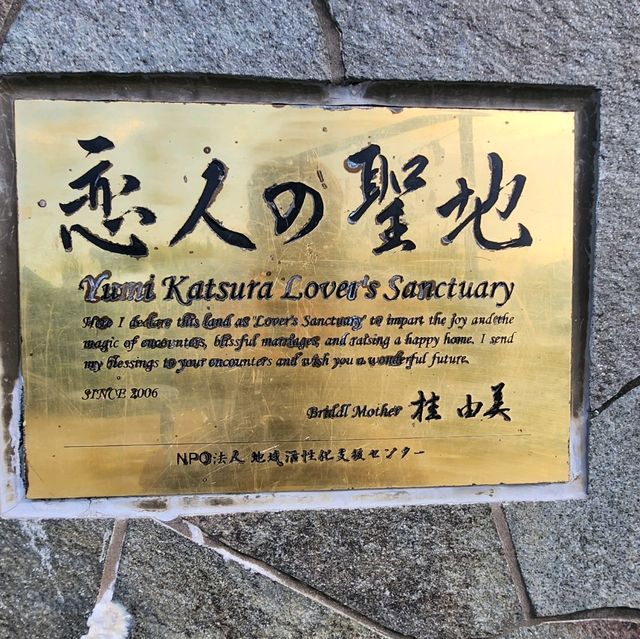 恋人の聖地
Yumi Katsura Lover's Sanctuary
Here I declare this land as "Lover's Sanctuary" to impart the joy and the
magic of encounters, blissful marriages, and raising a happy home. I send
my blessings to your encounters and wish you a wonderful future.
SINCE 2006
Bridal Mother 桂 由美
NPO法人 地域活性化支援センター